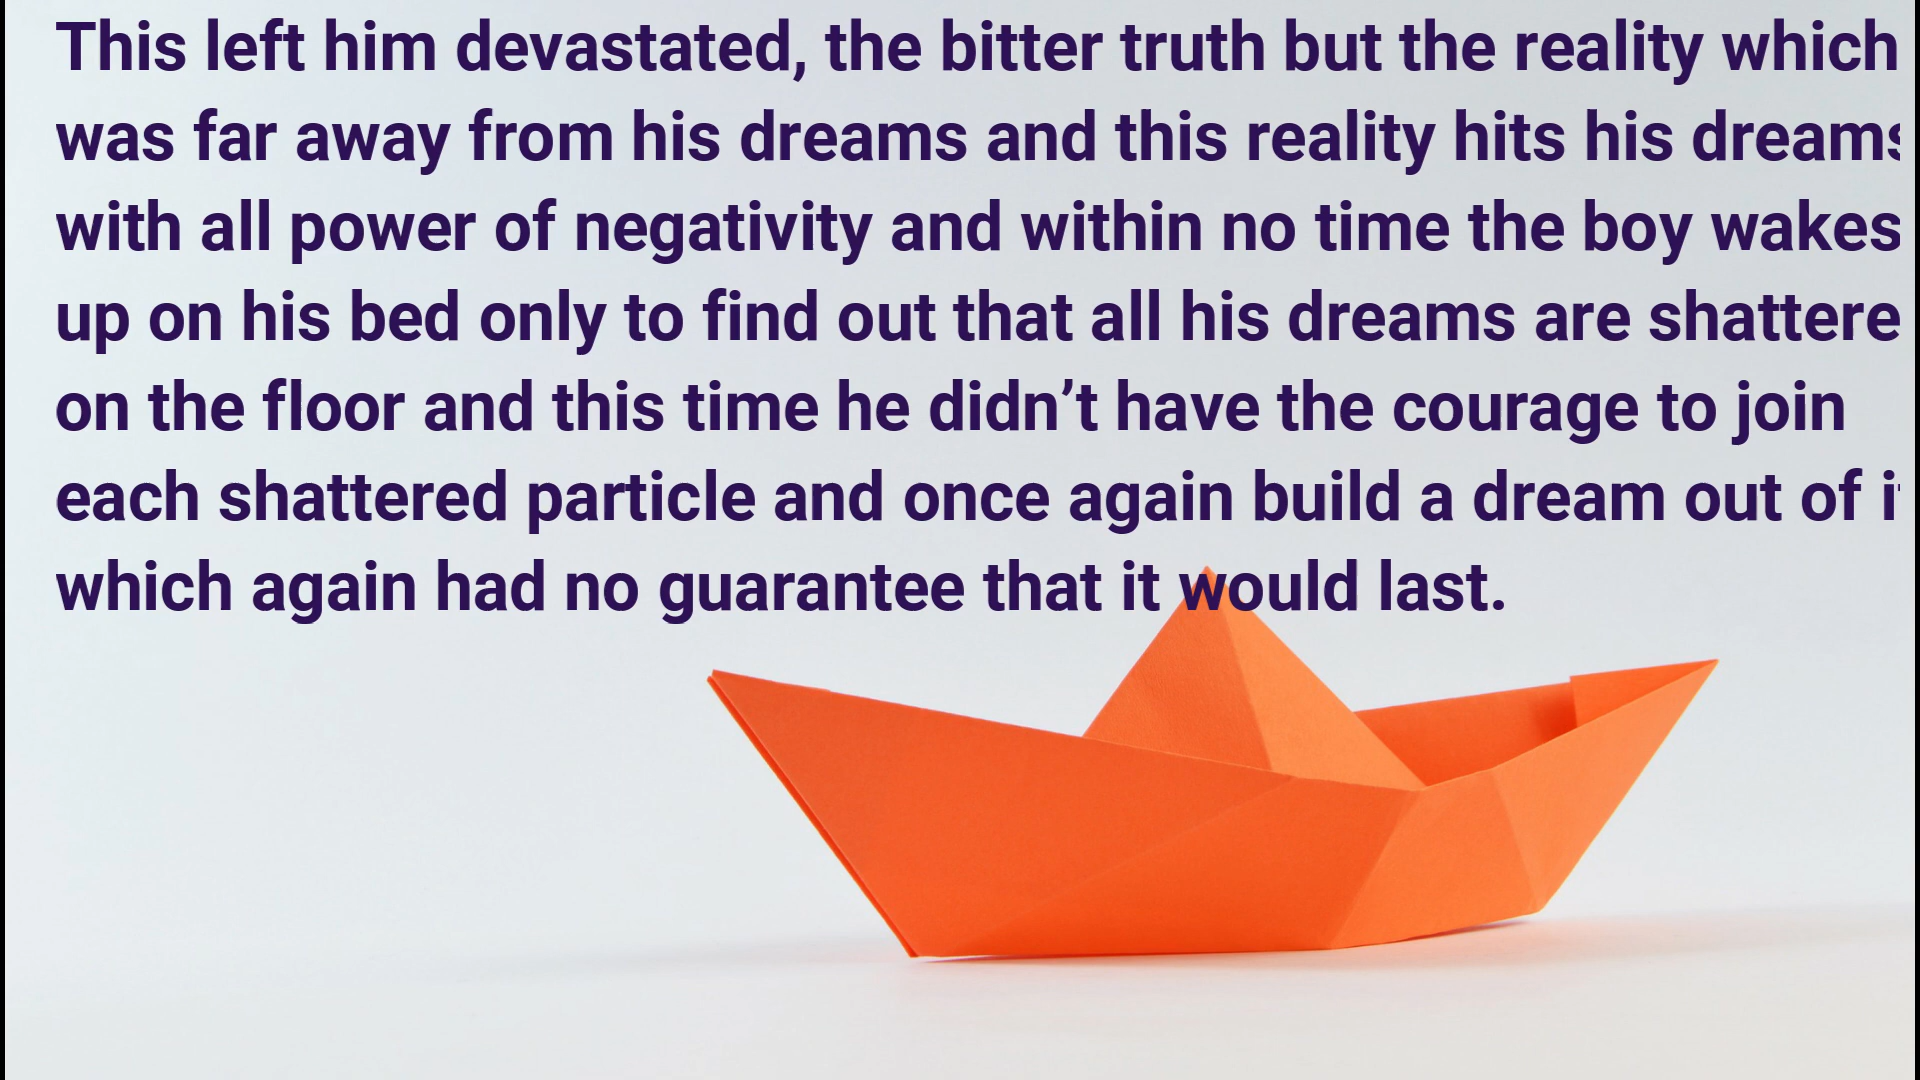 This left him devastated, the bitter truth but the reality which
was far away from his dreams and this reality hits his dreams
with all power of negativity and within no time the boy wakes
up on his bed only to find out that all his dreams are shattere
on the floor and this time he didn’t have the courage to join
each shattered particle and once again build a dream out of it
which again had no guarantee that it would last.